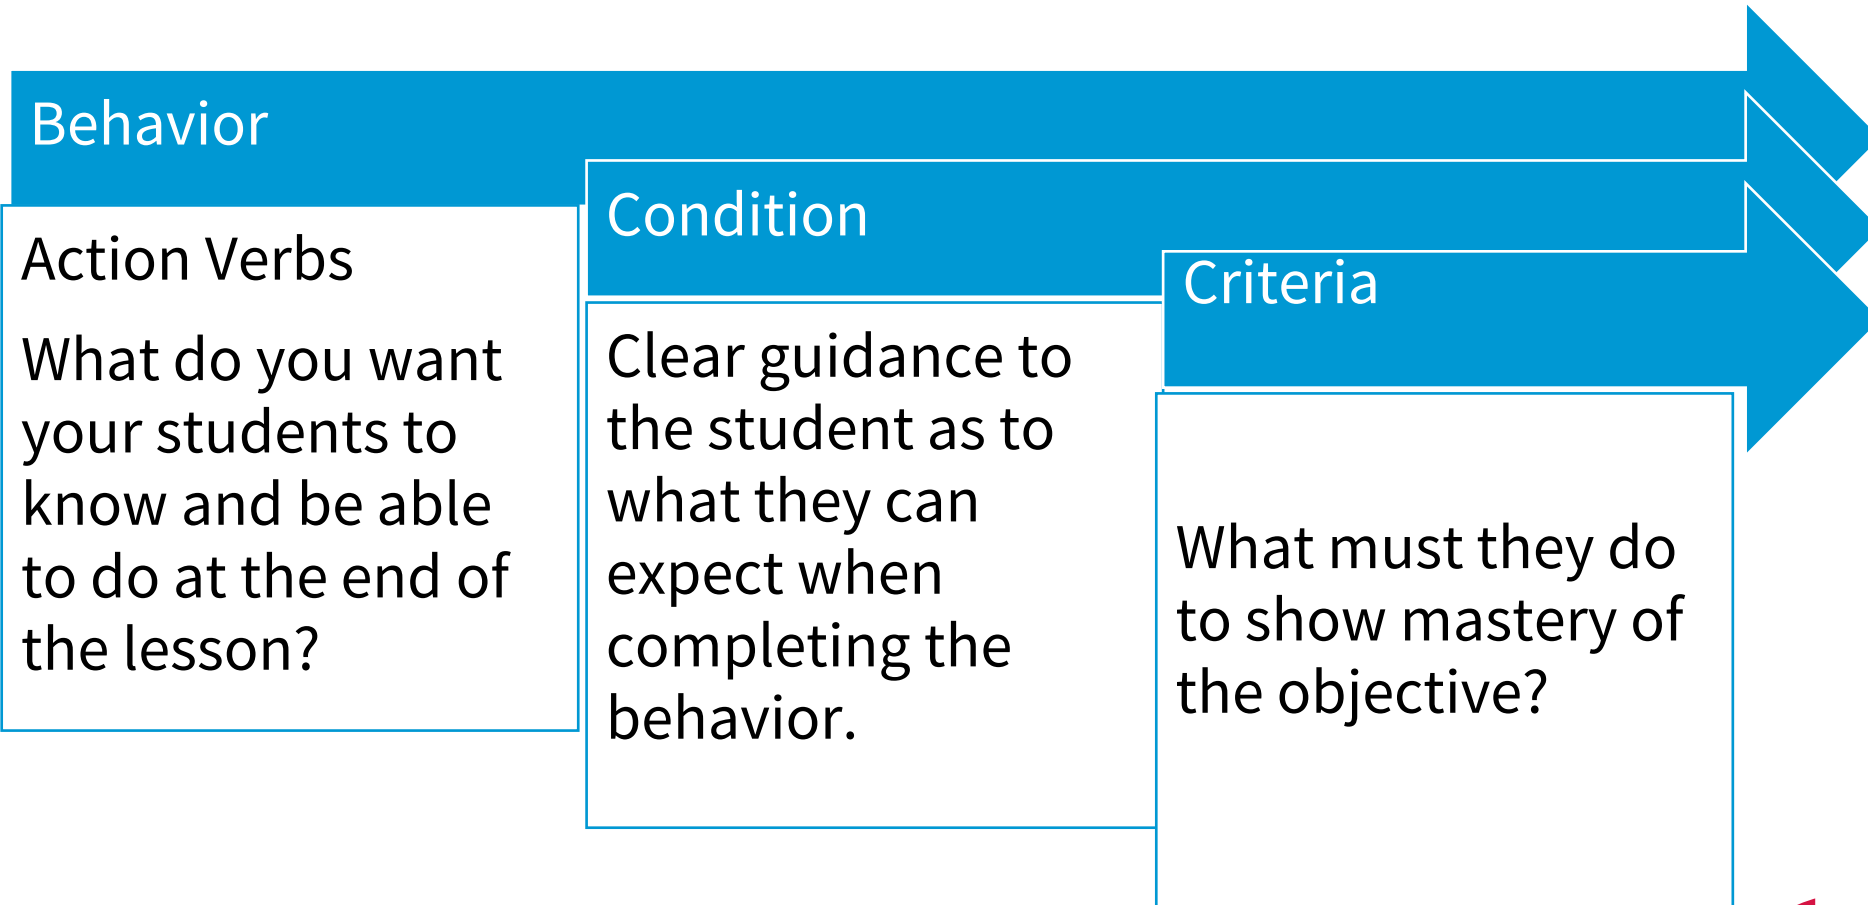 Behavior
Action Verbs
What do you want
your students to
know and be able
to do at the end of
the lesson?
Condition
Clear guidance to
the student as to
what they can
expect when
completing the
behavior.
Criteria
What must they do
to show mastery of
the objective?